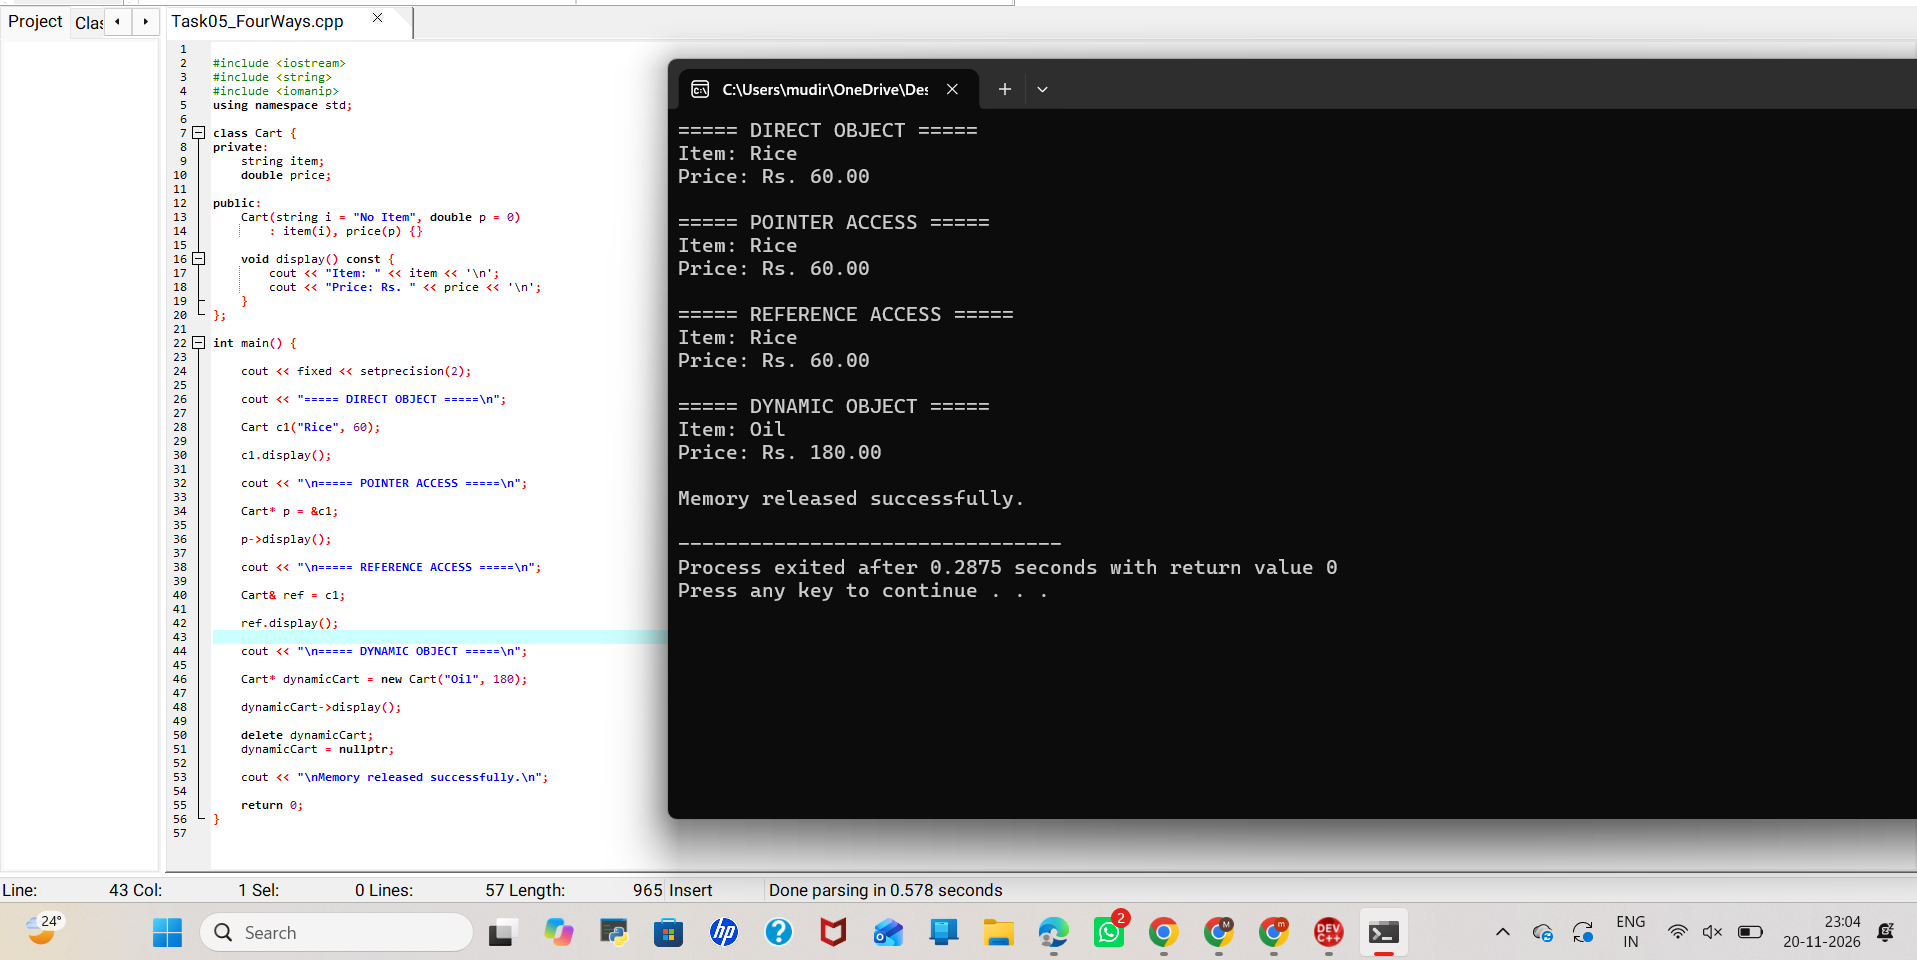 Project
Clas
Task05_FourWays.cpp
1
2 #include <iostream>
3 #include <string>
4 #include <iomanip>
5 using namespace std;
6
7 class Cart {
8 private:
9 string item;
10 double price;
11
12 public:
13 Cart(string i = "No Item", double p = 0)
14 : item(i), price(p) {}
15
16 void display() const {
17 cout << "Item: " << item << '\n';
18 cout << "Price: Rs. " << price << '\n';
19 }
20 };
21
22 int main() {
23
24 cout << fixed << setprecision(2);
25
26 cout << "===== DIRECT OBJECT =====\n";
27
28 Cart c1("Rice", 60);
29
30 c1.display();
31
32 cout << "\n===== POINTER ACCESS =====\n";
33
34 Cart* p = &c1;
35
36 p->display();
37
38 cout << "\n===== REFERENCE ACCESS =====\n";
39
40 Cart& ref = c1;
41
42 ref.display();
43
44 cout << "\n===== DYNAMIC OBJECT =====\n";
45
46 Cart* dynamicCart = new Cart("Oil", 180);
47
48 dynamicCart->display();
49
50 delete dynamicCart;
51 dynamicCart = nullptr;
52
53 cout << "\nMemory released successfully.\n";
54
55 return 0;
56 }
57
C:\Users\mudir\OneDrive\Des
===== DIRECT OBJECT =====
Item: Rice
Price: Rs. 60.00
===== POINTER ACCESS =====
Item: Rice
Price: Rs. 60.00
===== REFERENCE ACCESS =====
Item: Rice
Price: Rs. 60.00
===== DYNAMIC OBJECT =====
Item: Oil
Price: Rs. 180.00
Memory released successfully.
--------------------------------
Process exited after 0.2875 seconds with return value 0
Press any key to continue . . .
Line: 43 Col: 1 Sel: 0 Lines: 57 Length: 965 Insert Done parsing in 0.578 seconds
24°
Search
hp
2
M
m
DEV C++
ENG
IN
23:04
20-11-2026